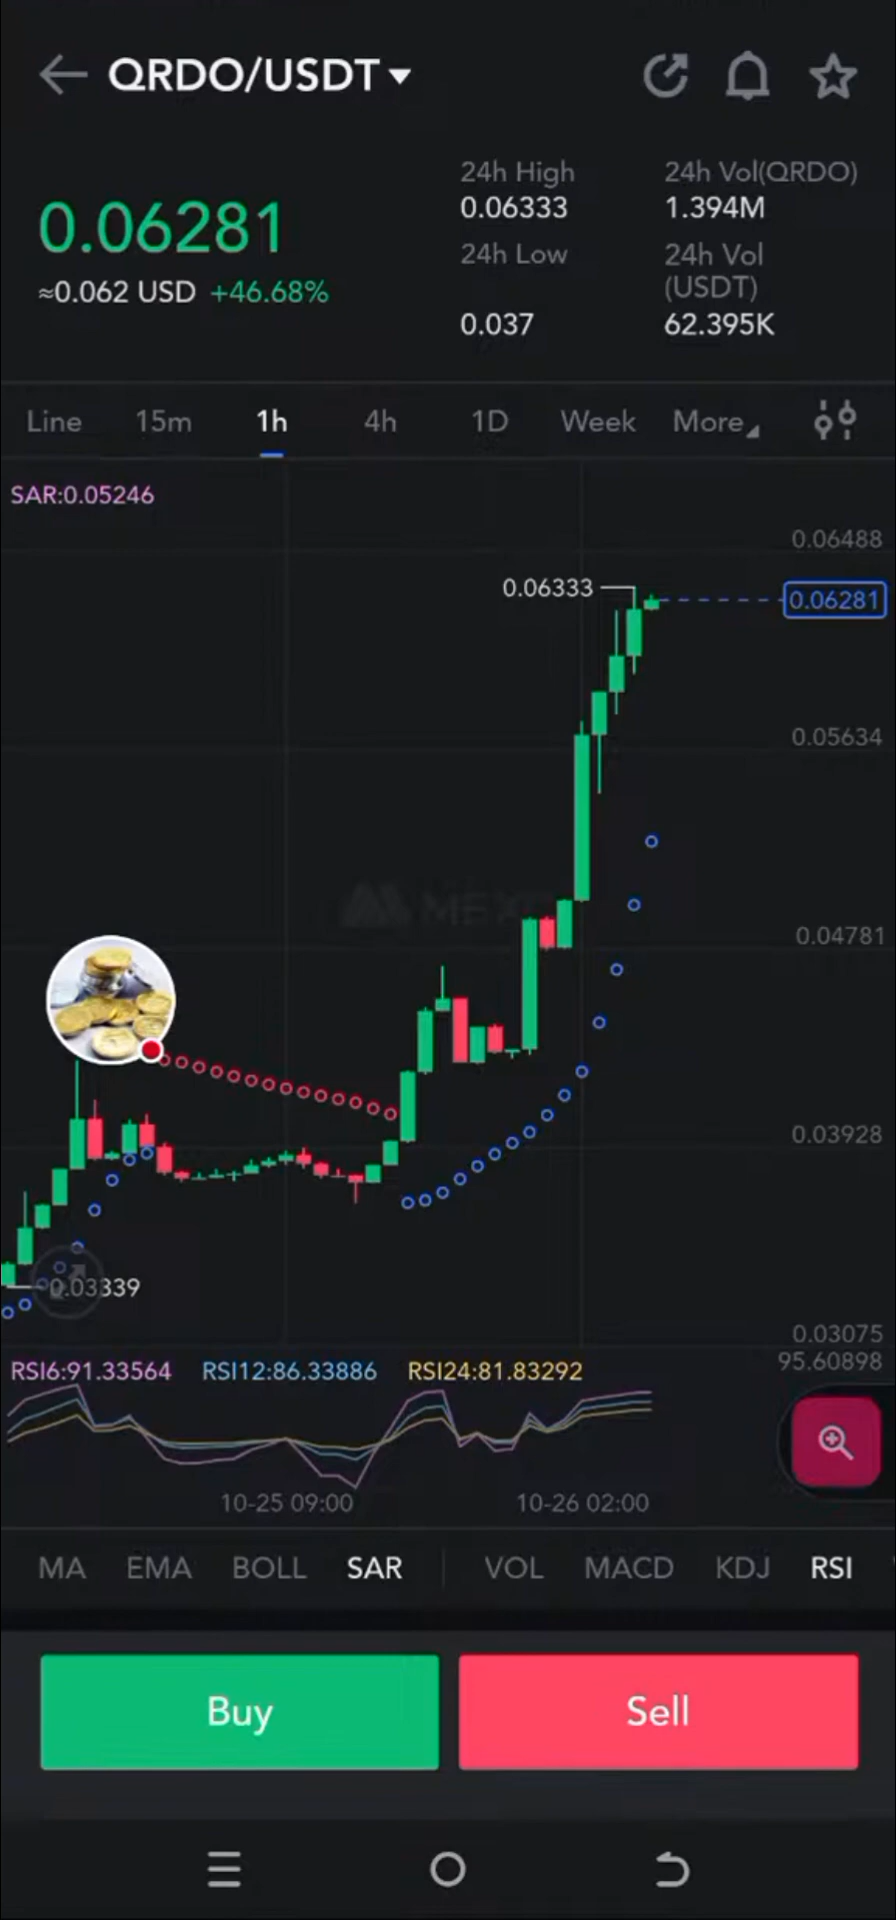 QRDO/USDT
24h High
24h Vol(QRDO)
0.06281
0.06333
1.394M
24h Low
24h Vol
(USDT)
≈0.062 USD +46.68%
0.037
62.395K
Line 15m 1h 4h 1D Week More
SAR:0.05246
0.06488
0.06333
0.06281
0.05634
MEXC
0.04781
0.03928
0.03339
0.03075
RSI6:91.33564 RSI12:86.33886 RSI24:81.83292
95.60898
10-25 09:00 10-26 02:00
MA EMA BOLL SAR VOL MACD KDJ RSI
Buy Sell